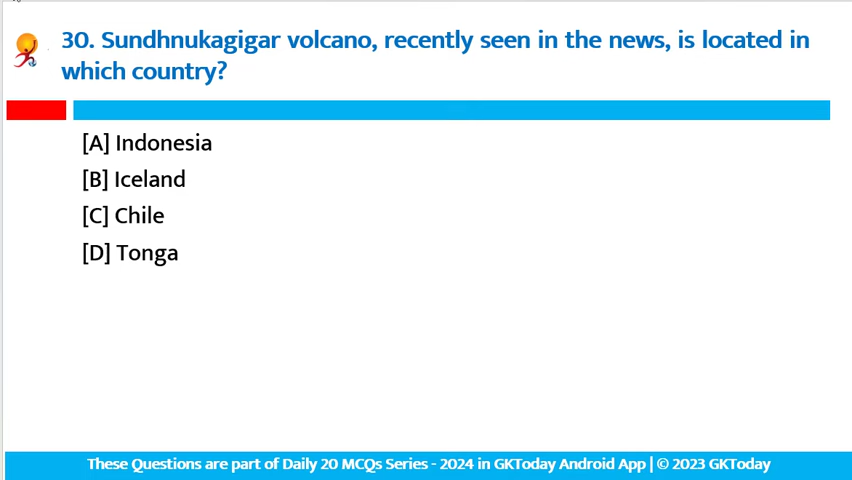 30. Sundhnukagigar volcano, recently seen in the news, is located in
which country?
[A] Indonesia
[B] Iceland
[C] Chile
[D] Tonga
These Questions are part of Daily 20 MCQs Series - 2024 in GKToday Android App | © 2023 GKToday